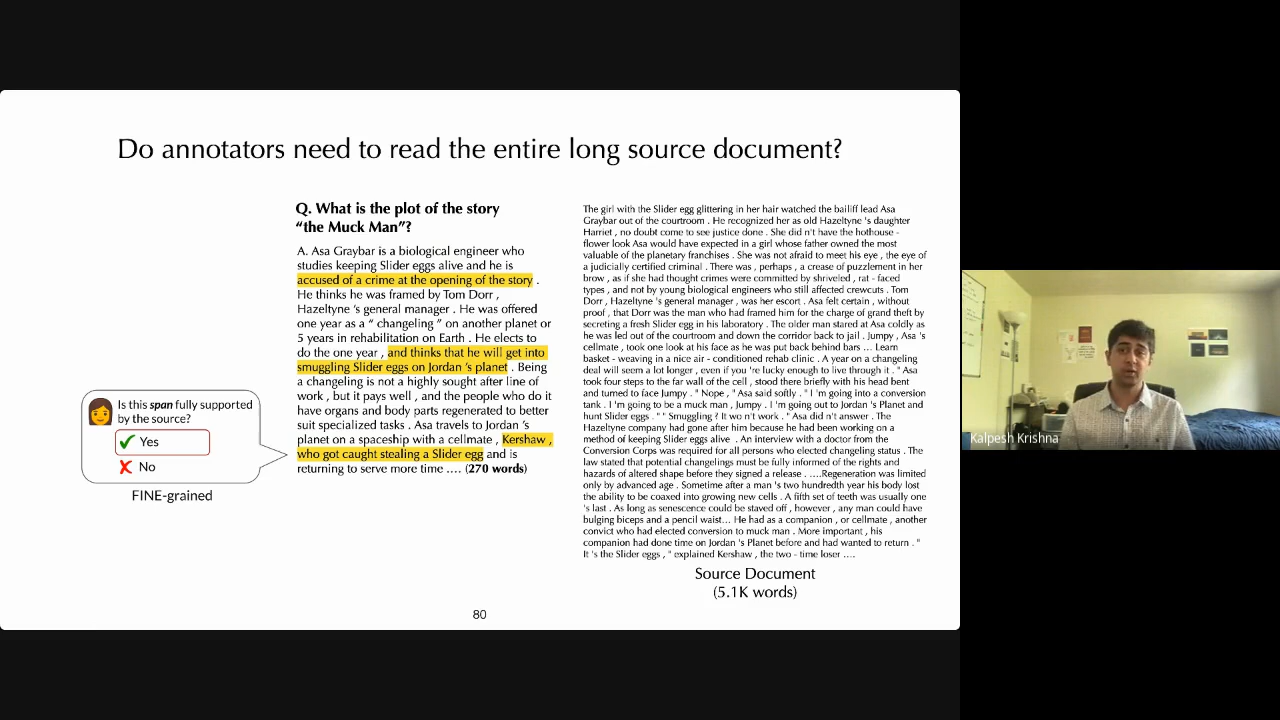 Do annotators need to read the entire long source document?
Q. What is the plot of the story
“the Muck Man”?
A. Asa Graybar is a biological engineer who
studies keeping Slider eggs alive and he is
accused of a crime at the opening of the story .
He thinks he was framed by Tom Dorr ,
Hazeltyne 's general manager . He was offered
one year as a “ changeling ” on another planet or
5 years in rehabilitation on Earth . He elects to
do the one year , and thinks that he will get into
smuggling Slider eggs on Jordan 's planet . Being
a changeling is not a highly sought after line of
work , but it pays well , and the people who do it
have organs and body parts regenerated to better
suit specialized tasks . Asa travels to Jordan 's
planet on a spaceship with a cellmate , Kershaw ,
who got caught stealing a Slider egg and is
returning to serve more time .... (270 words)
Is this span fully supported
by the source?
Yes
No
FINE-grained
The girl with the Slider egg glittering in her hair watched the bailiff lead Asa
Graybar out of the courtroom . He recognized her as old Hazeltyne's daughter
Harriet , no doubt come to see justice done . She did n't have the hothouse -
flower look Asa would have expected in a girl whose father owned the most
valuable of the planetary franchises . She was not afraid to meet his eye , the eye of
a judicially certified criminal . There was , perhaps , a crease of puzzlement in her
brow , as if she had thought crimes were committed by shriveled , rat - faced
types , and not by young biological engineers who still affected crewcuts . Tom
Dorr , Hazeltyne 's general manager , was her escort . Asa felt certain , without
proof , that Dorr was the man who had framed him for the charge of grand theft by
secreting a fresh Slider egg in his laboratory . The older man stared at Asa coldly as
he was led out of the courtroom and down the corridor back to jail . Jumpy , Asa 's
cellmate , took one look at his face as he was put back behind bars ... Learn
basket - weaving in a nice air - conditioned rehab clinic . A year on a changeling
deal will seem a lot longer , even if you 're lucky enough to live through it . " Asa
took four steps to the far wall of the cell , stood there briefly with his head bent
and turned to face Jumpy . " Nope , " Asa said softly . " I 'm going into a conversion
tank . I 'm going to be a muck man , Jumpy . I 'm going out to Jordan 's Planet and
hunt Slider eggs . " " Smuggling ? It wo n't work . " Asa did n't answer . The
Hazeltyne company had gone after him because he had been working on a
method of keeping Slider eggs alive . An interview with a doctor from the
Conversion Corps was required for all persons who elected changeling status . The
law stated that potential changelings must be fully informed of the rights and
hazards of altered shape before they signed a release . ....Regeneration was limited
only by advanced age . Sometime after a man 's two hundredth year his body lost
the ability to be coaxed into growing new cells . A fifth set of teeth was usually one
's last . As long as senescence could be staved off , however , any man could have
bulging biceps and a pencil waist... He had as a companion , or cellmate , another
convict who had elected conversion to muck man . More important , his
companion had done time on Jordan 's Planet before and had wanted to return . "
It 's the Slider eggs , " explained Kershaw , the two - time loser ....
Source Document
(5.1K words)
80
Kalpesh Krishna